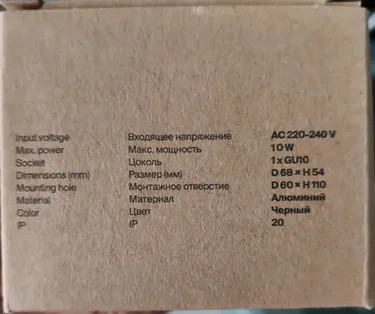 Input voltage Входящее напряжение AC 220-240 V
Max. power Макс. мощность 10 W
Socket Цоколь 1 x GU10
Dimensions (mm) Размер (мм) D 68 × H 54
Mounting hole Монтажное отверстие D 60 × H 110
Material Материал Алюминий
Color Цвет Черный
IP IP 20